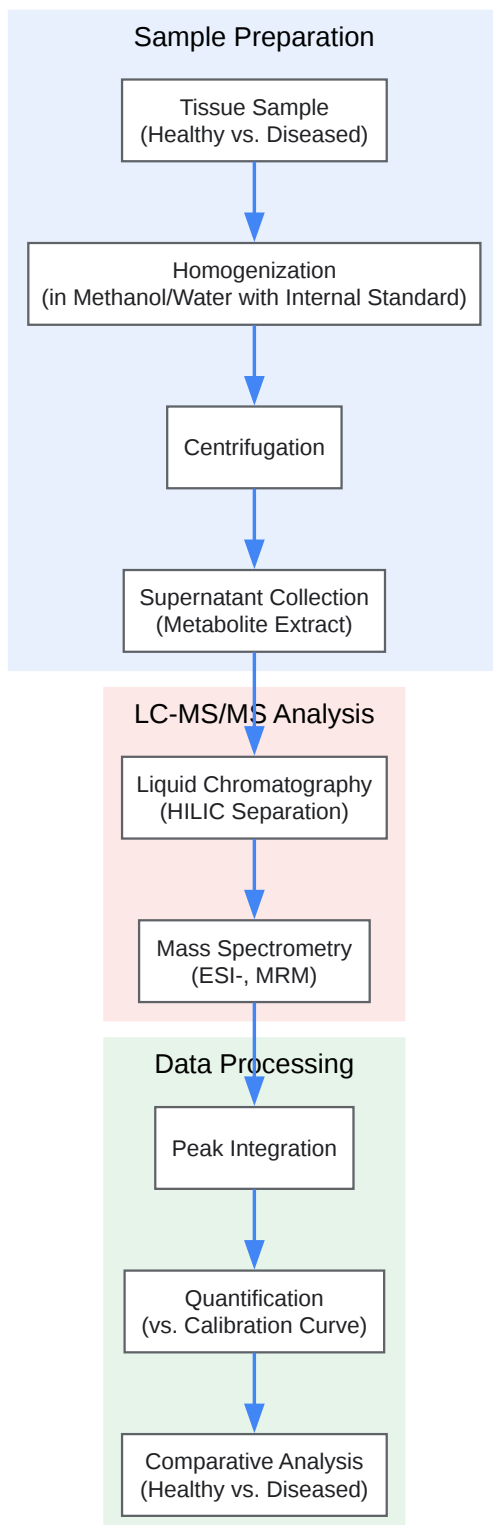 Sample Preparation
Tissue Sample
(Healthy vs. Diseased)
Homogenization
(in Methanol/Water with Internal Standard)
Centrifugation
Supernatant Collection
(Metabolite Extract)
LC-MS/MS Analysis
Liquid Chromatography
(HILIC Separation)
Mass Spectrometry
(ESI-, MRM)
Data Processing
Peak Integration
Quantification
(vs. Calibration Curve)
Comparative Analysis
(Healthy vs. Diseased)